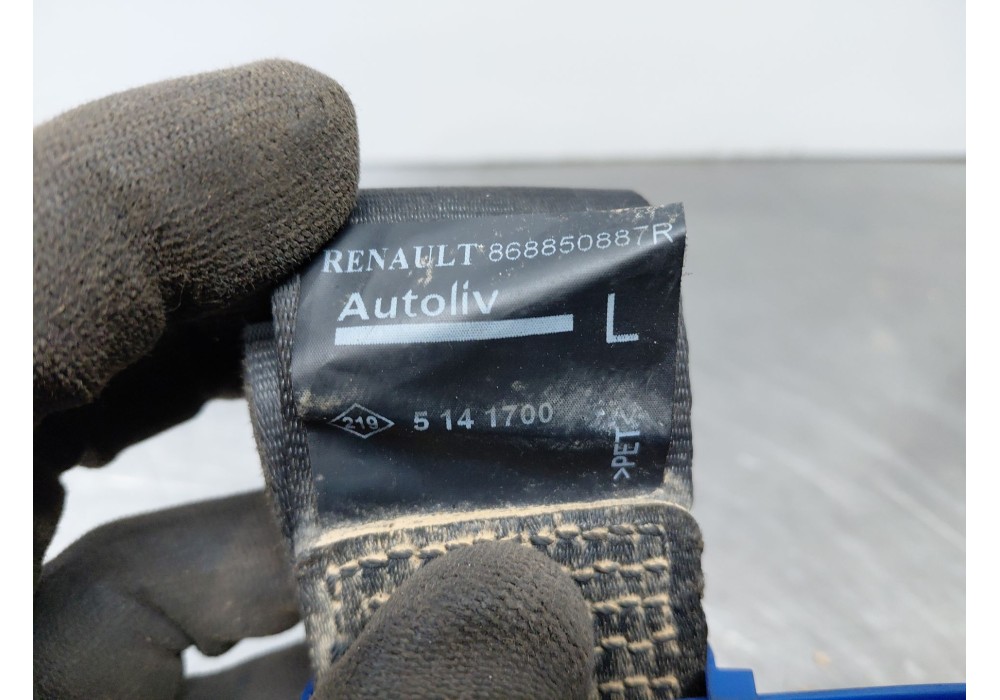 RENAULT 868850887R
Autoliv L
219 5 14 1700
>PET<